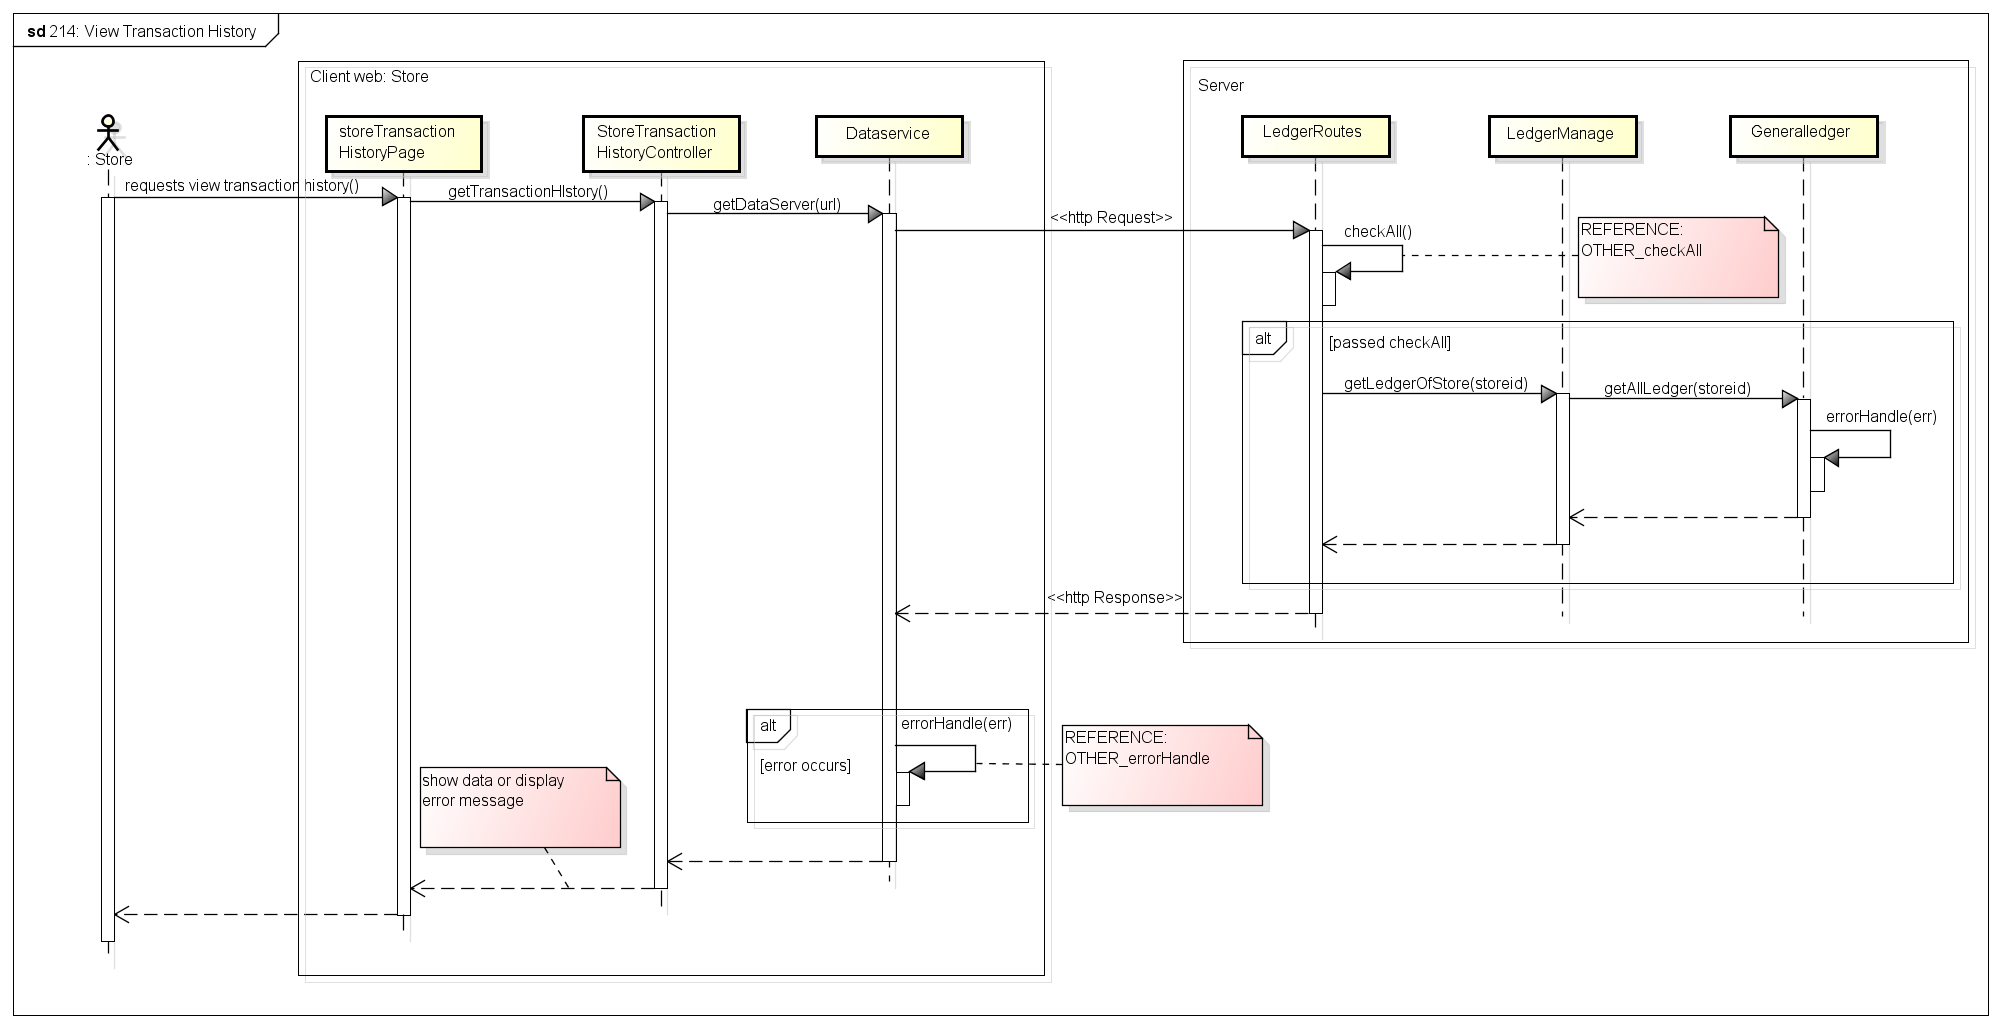 sd 214: View Transaction History
Client web: Store
Server
: Store
storeTransaction
HistoryPage
StoreTransaction
HistoryController
Dataservice
LedgerRoutes
LedgerManage
Generalledger
requests view transaction history()
getTransactionHIstory()
getDataServer(url)
<<http Request>>
checkAll()
REFERENCE:
OTHER_checkAll
alt
[passed checkAll]
getLedgerOfStore(storeid)
getAllLedger(storeid)
errorHandle(err)
<<http Response>>
alt
errorHandle(err)
[error occurs]
REFERENCE:
OTHER_errorHandle
show data or display
error message